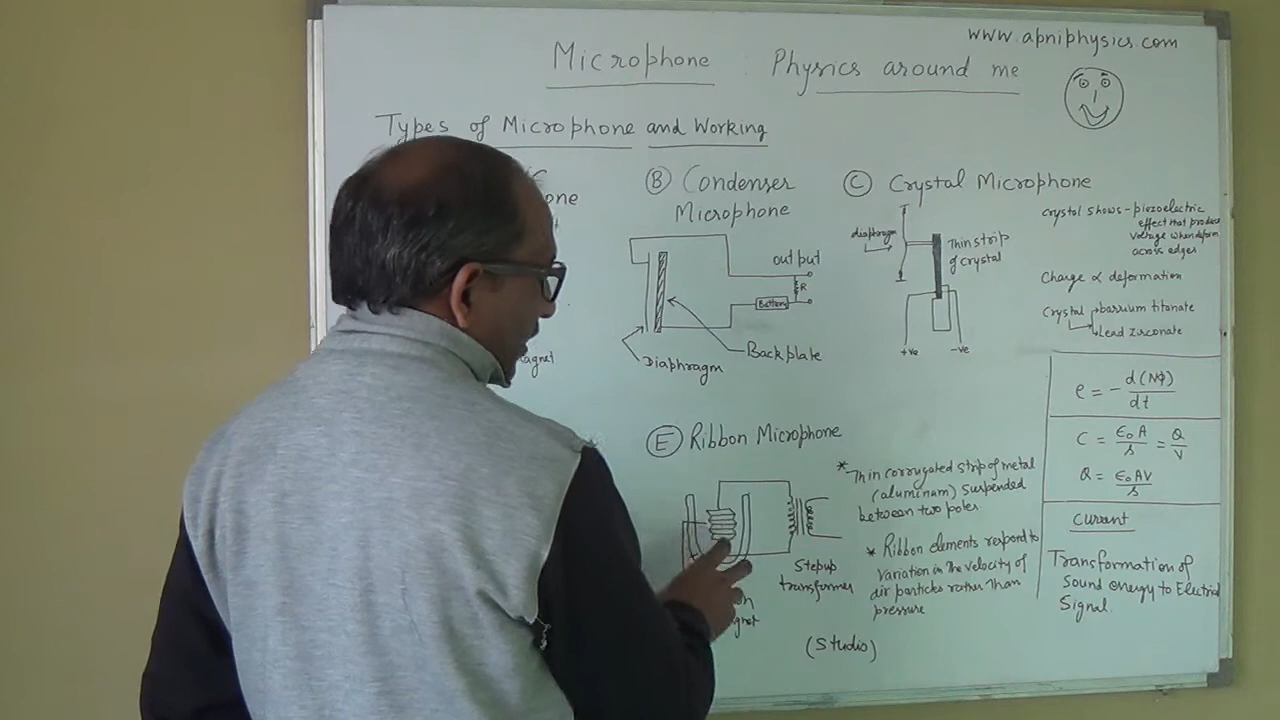 www.apniphysics.com
Microphone : Physics around me
Types of Microphone and Working
Ⓑ Condenser
Microphone
output
R
Battery
Back plate
Diaphragm
Ⓒ Crystal Microphone
diaphragm
Thin strip
of crystal
+ve
-ve
Crystal shows - piezoelectric
effect that produ
voltage when deform
across edges
Charge α deformation
Crystal barium titanate
Lead zirconate
e = - d(NΦ)/dt
C = ε₀A/s = Q/V
Q = ε₀AV/s
Current
Transformation of
Sound energy to Electrical
Signal.
Ⓔ Ribbon Microphone
Stepup
transformer
* Thin corrugated strip of metal
(aluminam) suspended
between two poles
* Ribbon elements respond to
variation in the velocity of
air particles rather than
pressure
(Studio)